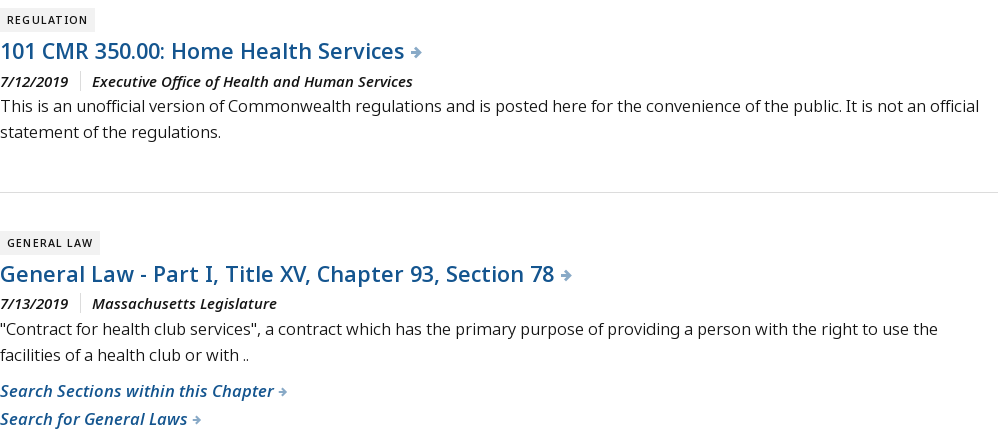 REGULATION
101 CMR 350.00: Home Health Services
7/12/2019 Executive Office of Health and Human Services
This is an unofficial version of Commonwealth regulations and is posted here for the convenience of the public. It is not an official
statement of the regulations.
GENERAL LAW
General Law - Part I, Title XV, Chapter 93, Section 78
7/13/2019 Massachusetts Legislature
"Contract for health club services", a contract which has the primary purpose of providing a person with the right to use the
facilities of a health club or with ..
Search Sections within this Chapter
Search for General Laws